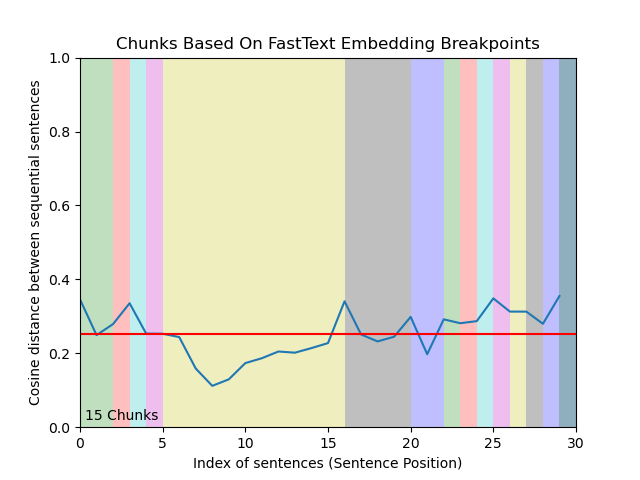 Chunks Based On FastText Embedding Breakpoints
Cosine distance between sequential sentences
1.0
0.8
0.6
0.4
0.2
0.0
15 Chunks
0 5 10 15 20 25 30
Index of sentences (Sentence Position)